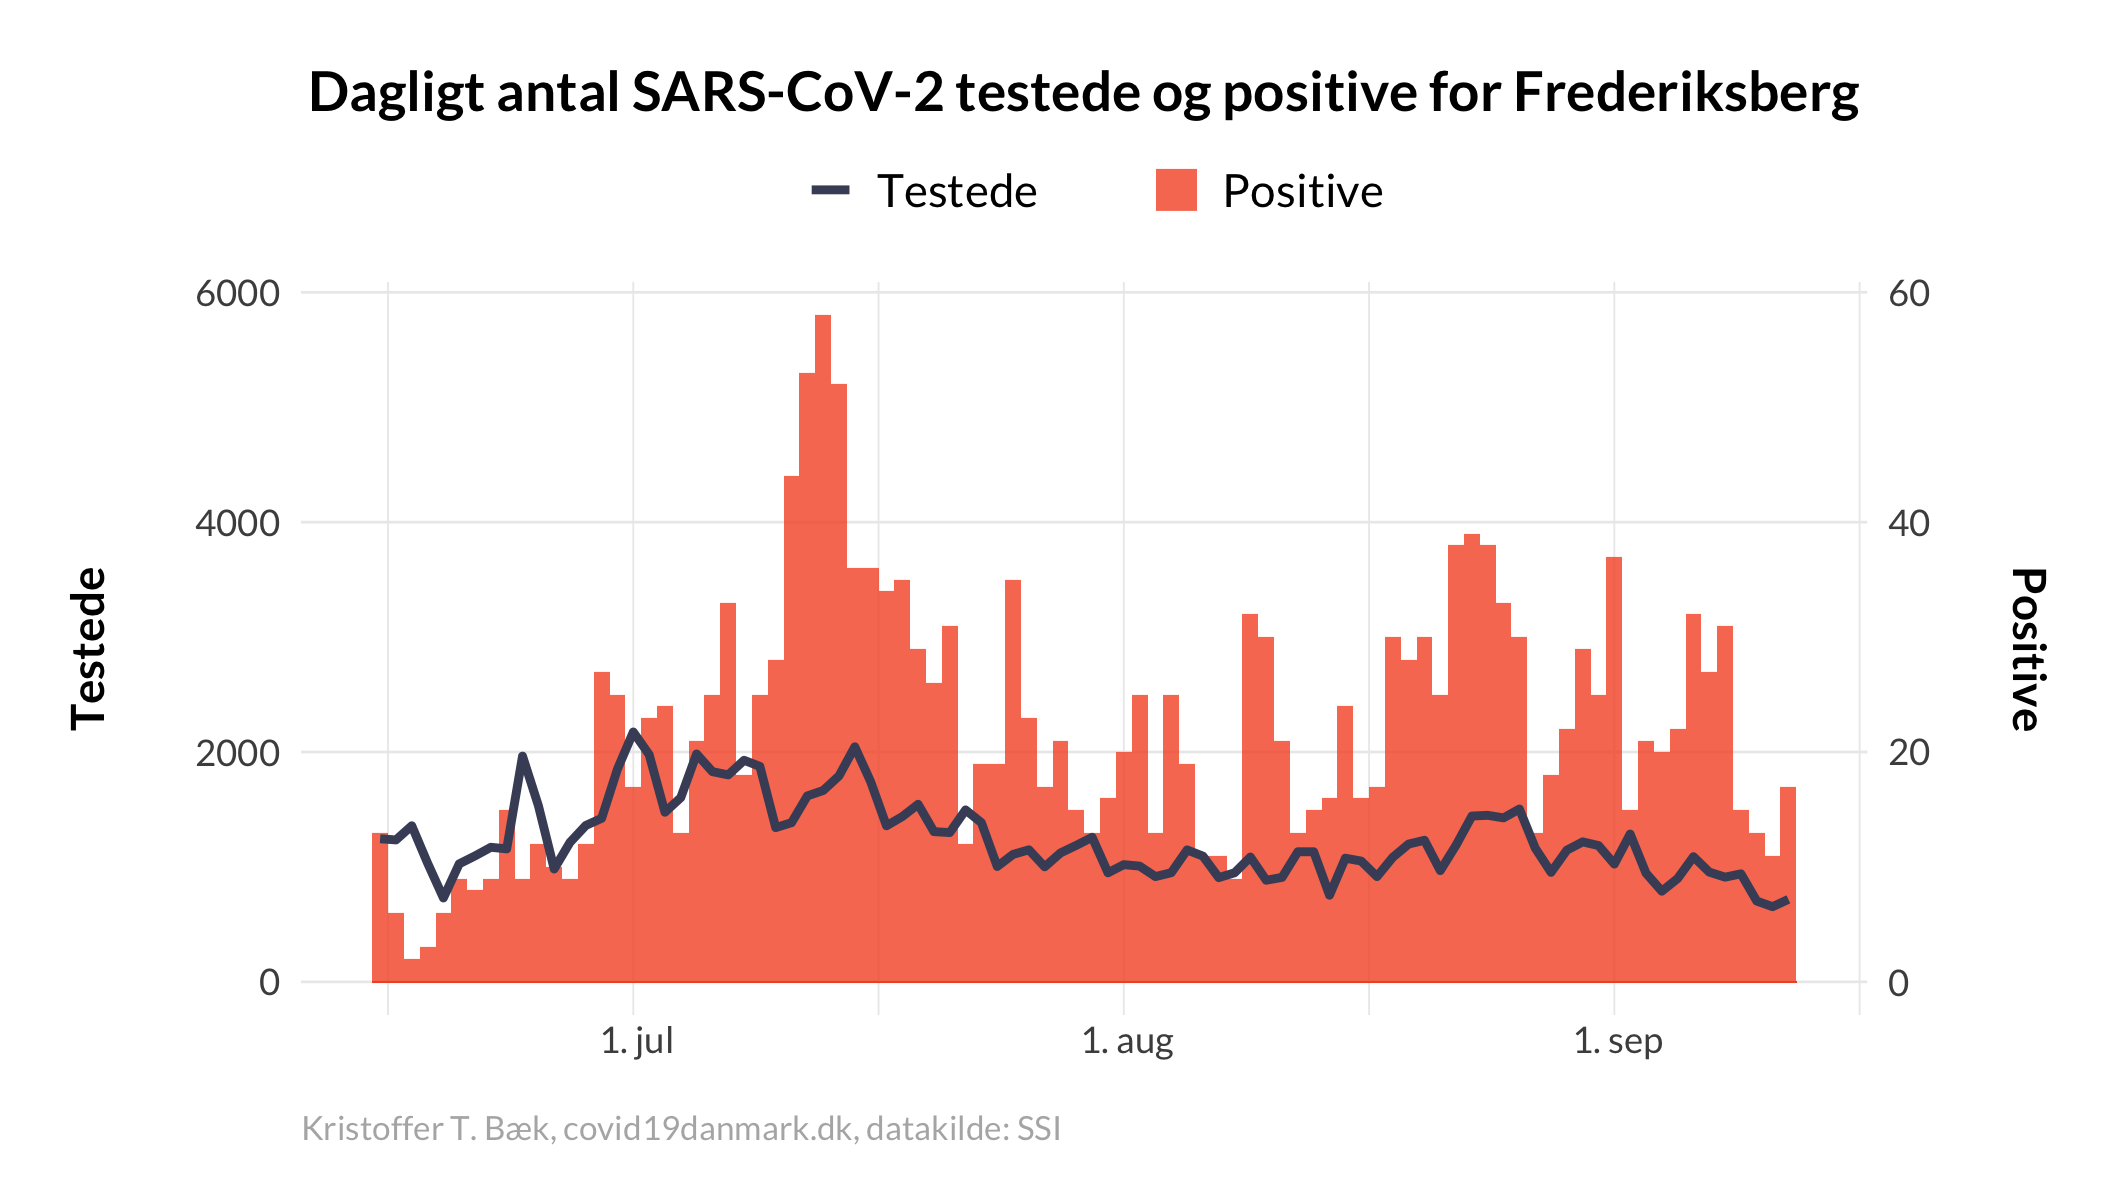 Dagligt antal SARS-CoV-2 testede og positive for Frederiksberg
Testede
Positive
6000
4000
2000
0
60
40
20
0
Testede
Positive
1. jul
1. aug
1. sep
Kristoffer T. Bæk, covid19danmark.dk, datakilde: SSI